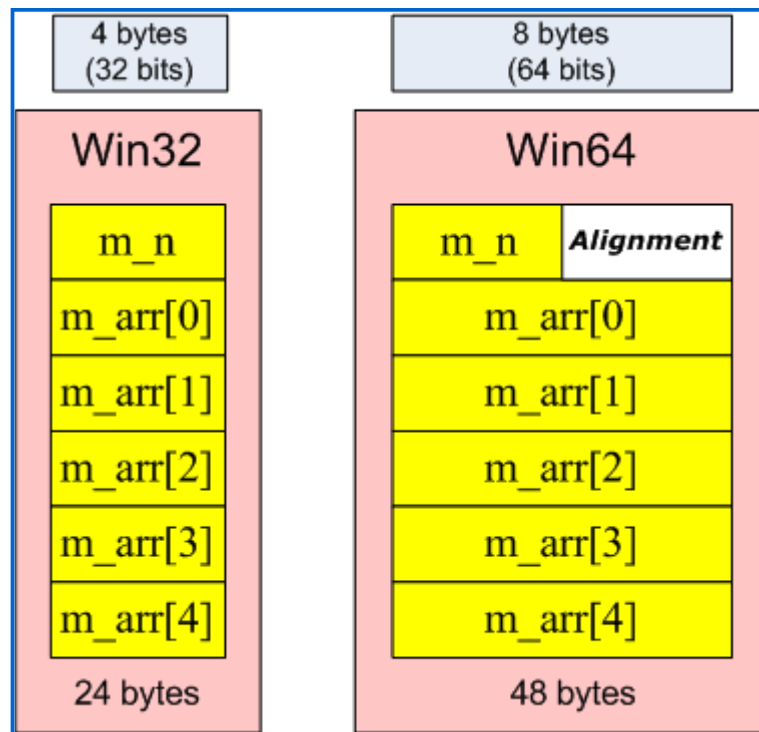 4 bytes
(32 bits)
8 bytes
(64 bits)
Win32
m_n
m_arr[0]
m_arr[1]
m_arr[2]
m_arr[3]
m_arr[4]
24 bytes
Win64
m_n Alignment
m_arr[0]
m_arr[1]
m_arr[2]
m_arr[3]
m_arr[4]
48 bytes